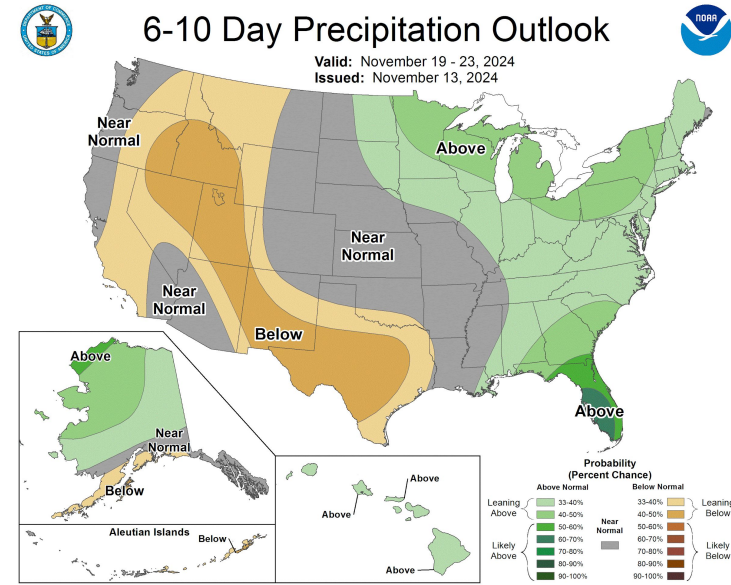 6-10 Day Precipitation Outlook
Valid: November 19 - 23, 2024
Issued: November 13, 2024
NOAA
Near
Normal
Above
Near
Normal
Near
Normal
Below
Above
Above
Near
Normal
Below
Aleutian Islands
Below
Above
Above
Above
Probability
(Percent Chance)
Above Normal
Below Normal
Leaning
Above
33-40%
40-50%
Likely
Above
50-60%
60-70%
70-80%
80-90%
90-100%
Near
Normal
33-40%
40-50%
Leaning
Below
50-60%
60-70%
70-80%
80-90%
90-100%
Likely
Below